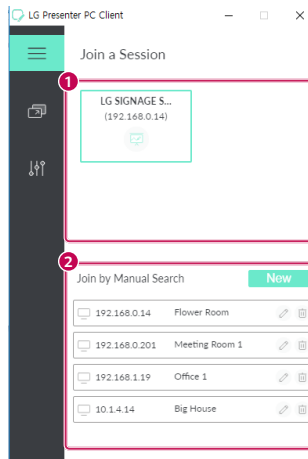 LG Presenter PC Client
Join a Session
1
LG SIGNAGE S...
(192.168.0.14)
2
Join by Manual Search
New
192.168.0.14 Flower Room
192.168.0.201 Meeting Room 1
192.168.1.19 Office 1
10.1.4.14 Big House